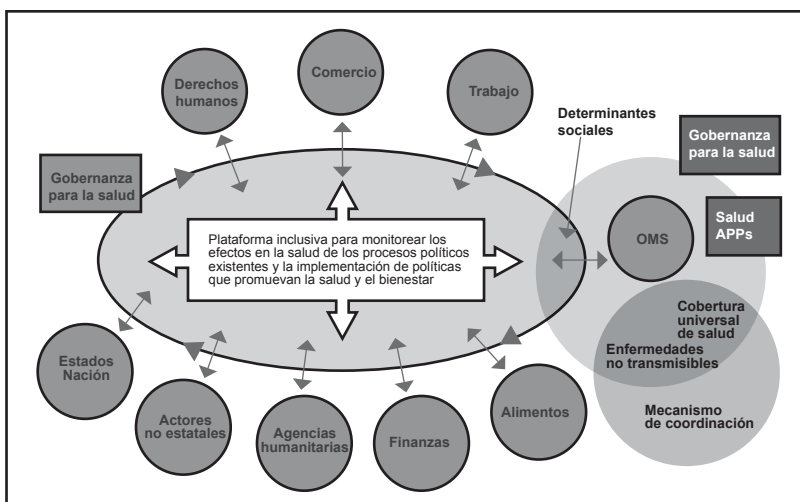 Derechos
humanos
Comercio
Trabajo
Determinantes
sociales
Gobernanza
para la salud
Gobernanza
para la salud
Salud
APPs
OMS
Plataforma inclusiva para monitorear los
efectos en la salud de los procesos políticos
existentes y la implementación de políticas
que promuevan la salud y el bienestar
Cobertura
universal
de salud
Enfermedades
no transmisibles
Estados
Nación
Actores
no estatales
Agencias
humanitarias
Finanzas
Alimentos
Mecanismo
de coordinación